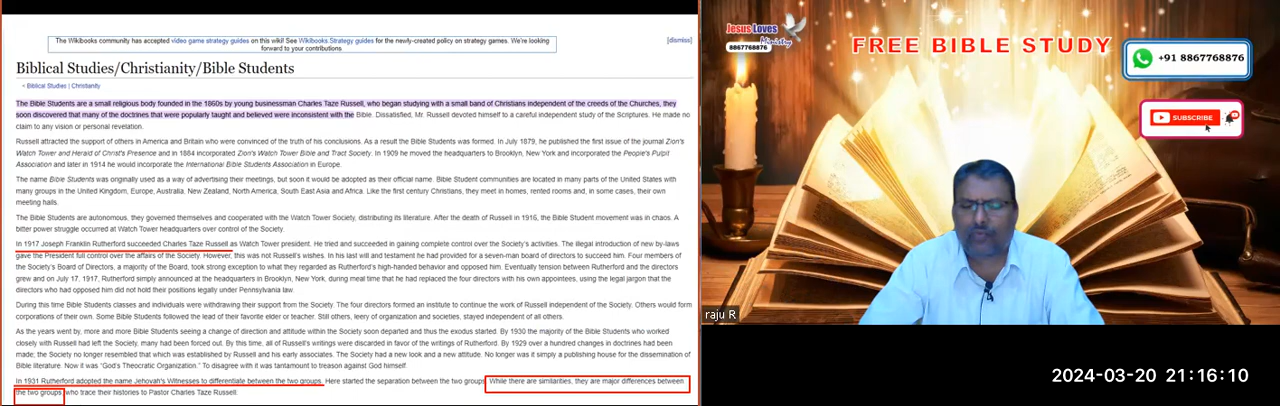 The Wikibooks community has accepted video game strategy guides on this wiki! See Wikibooks Strategy guides for the newly-created policy on strategy games. We're looking
forward to your contributions
[dismiss]
Biblical Studies/Christianity/Bible Students
< Biblical Studies | Christianity
The Bible Students are a small religious body founded in the 1860s by young businessman Charles Taze Russell, who began studying with a small band of Christians independent of the creeds of the Churches, they
soon discovered that many of the doctrines that were popularly taught and believed were inconsistent with the Bible. Dissatisfied, Mr. Russell devoted himself to a careful independent study of the Scriptures. He made no
claim to any vision or personal revelation.
Russell attracted the support of others in America and Britain who were convinced of the truth of his conclusions. As a result the Bible Students was formed. In July 1879, he published the first issue of the journal Zion's
Watch Tower and Herald of Christ's Presence and in 1884 incorporated Zion's Watch Tower Bible and Tract Society. In 1909 he moved the headquarters to Brooklyn, New York and incorporated the People's Pulpit
Association and later in 1914 he would incorporate the International Bible Students Association in Europe.
The name Bible Students was originally used as a way of advertising their meetings, but soon it would be adopted as their official name. Bible Student communities are located in many parts of the United States with
many groups in the United Kingdom, Europe, Australia, New Zealand, North America, South East Asia and Africa. Like the first century Christians, they meet in homes, rented rooms and, in some cases, their own
meeting halls.
The Bible Students are autonomous, they governed themselves and cooperated with the Watch Tower Society, distributing its literature. After the death of Russell in 1916, the Bible Student movement was in chaos. A
bitter power struggle occurred at Watch Tower headquarters over control of the Society.
In 1917 Joseph Franklin Rutherford succeeded Charles Taze Russell as Watch Tower president. He tried and succeeded in gaining complete control over the Society's activities. The illegal introduction of new by-laws
gave the President full control over the affairs of the Society. However, this was not Russell's wishes. In his last will and testament he had provided for a seven-man board of directors to succeed him. Four members of
the Society's Board of Directors, a majority of the Board, took strong exception to what they regarded as Rutherford's high-handed behavior and opposed him. Eventually tension between Rutherford and the directors
grew and on July 17, 1917, Rutherford simply announced at the headquarters in Brooklyn, New York, during meal time that he had replaced the four directors with his own appointees, using the legal jargon that the
directors who had opposed him did not hold their positions legally under Pennsylvania law.
During this time Bible Students classes and individuals were withdrawing their support from the Society. The four directors formed an institute to continue the work of Russell independent of the Society. Others would form
corporations of their own. Some Bible Students followed the lead of their favorite elder or teacher. Still others, leery of organization and societies, stayed independent of all others.
As the years went by, more and more Bible Students seeing a change of direction and attitude within the Society soon departed and thus the exodus started. By 1930 the majority of the Bible Students who worked
closely with Russell had left the Society, many had been forced out. By this time, all of Russell's writings were discarded in favor of the writings of Rutherford. By 1929 over a hundred changes in doctrines had been
made; the Society no longer resembled that which was established by Russell and his early associates. The Society had a new look and a new attitude. No longer was it simply a publishing house for the dissemination of
Bible literature. Now it was "God's Theocratic Organization." To disagree with it was tantamount to treason against God himself.
In 1931 Rutherford adopted the name Jehovah's Witnesses to differentiate between the two groups. Here started the separation between the two groups. While there are similarities, they are major differences between
the two groups, who trace their histories to Pastor Charles Taze Russell.
Jesus Loves
Ministry
8867768876
FREE BIBLE STUDY
+91 8867768876
SUBSCRIBE
raju R
2024-03-20 21:16:10